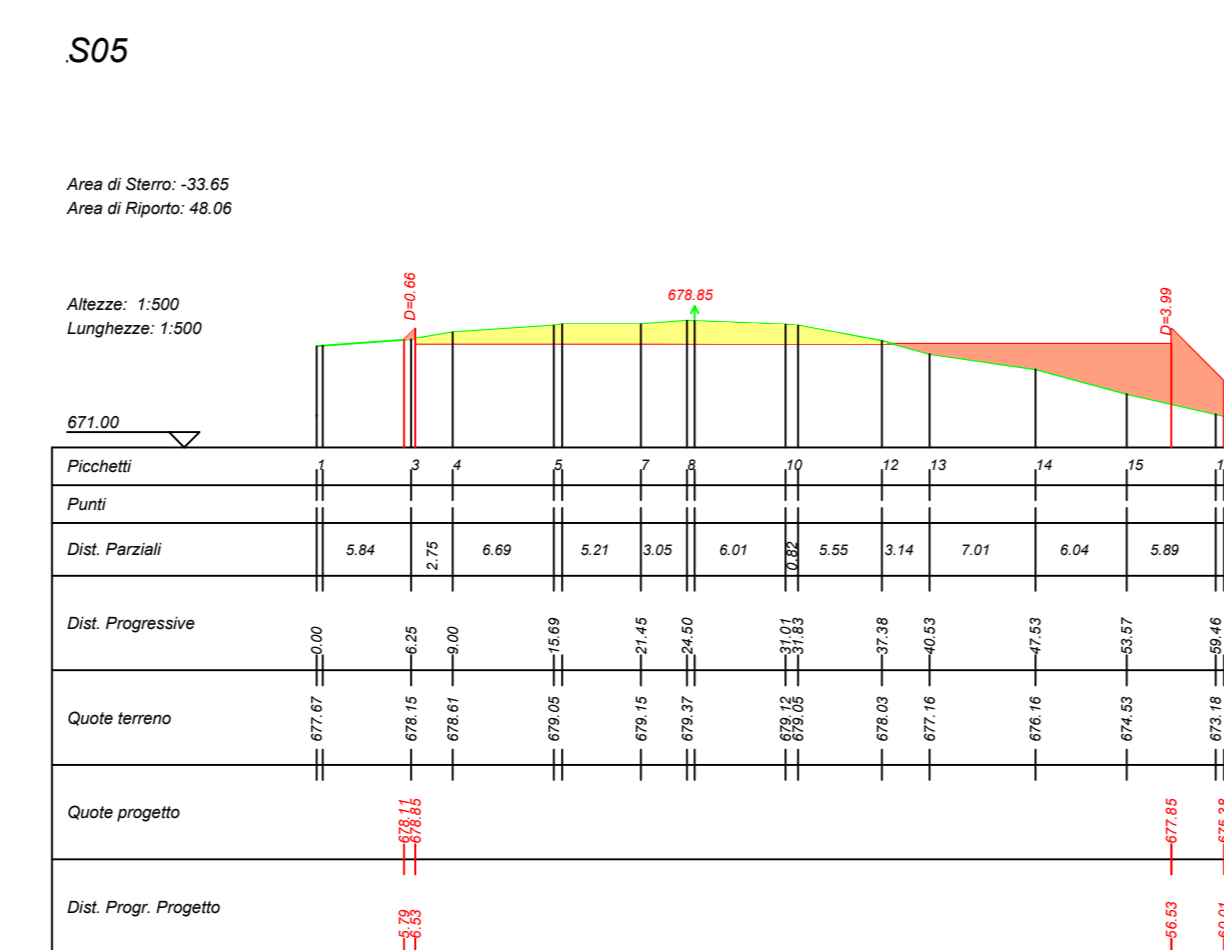 .S05
Area di Sterro: -33.65
Area di Riporto: 48.06
Altezze: 1:500
Lunghezze: 1:500
D=0.66
678.85
D=3.99
671.00
Picchetti 1 3 4 5 7 8 10 12 13 14 15 1
Punti
Dist. Parziali 5.84 2.75 6.69 5.21 3.05 6.01 0.82 5.55 3.14 7.01 6.04 5.89
Dist. Progressive 0.00 6.25 9.00 15.69 21.45 24.50 31.01 31.83 37.38 40.53 47.53 53.57 59.46
Quote terreno 677.67 678.15 678.61 679.05 679.15 679.37 679.12 679.05 678.03 677.16 676.16 674.53 673.18
Quote progetto 678.11 678.85 677.85
Dist. Progr. Progetto 5.79 6.53 56.53